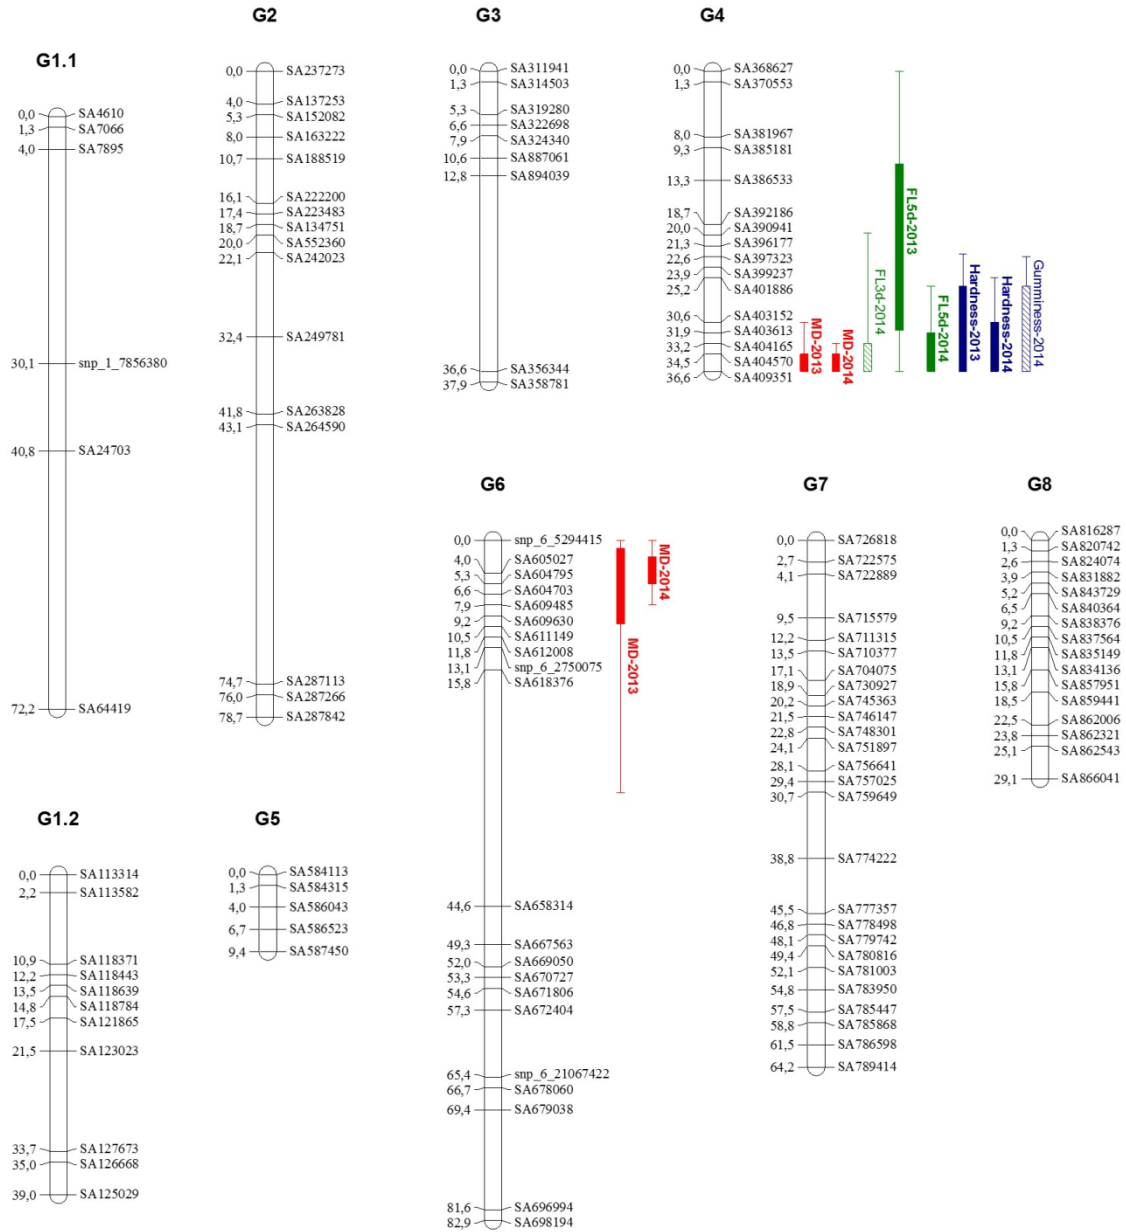 G1.1
0,0 SA4610
1,3 SA7066
4,0 SA7895
30,1 snp_1_7856380
40,8 SA24703
72,2 SA64419
G2
0,0 SA237273
4,0 SA137253
5,3 SA152082
8,0 SA163222
10,7 SA188519
16,1 SA222200
17,4 SA223483
18,7 SA134751
20,0 SA552360
22,1 SA242023
32,4 SA249781
41,8 SA263828
43,1 SA264590
74,7 SA287113
76,0 SA287266
78,7 SA287842
G3
0,0 SA311941
1,3 SA314503
5,3 SA319280
6,6 SA322698
7,9 SA324340
10,6 SA887061
12,8 SA894039
36,6 SA356344
37,9 SA358781
G4
0,0 SA368627
1,3 SA370553
8,0 SA381967
9,3 SA385181
13,3 SA386533
18,7 SA392186
20,0 SA390941
21,3 SA396177
22,6 SA397323
23,9 SA399237
25,2 SA401886
30,6 SA403152
31,9 SA403613
33,2 SA404165
34,5 SA404570
36,6 SA409351
MD-2013
MD-2014
FL3d-2014
FL5d-2013
FL5d-2014
Hardness-2013
Hardness-2014
Gumminess-2014
G1.2
0,0 SA113314
2,2 SA113582
10,9 SA118371
12,2 SA118443
13,5 SA118639
14,8 SA118784
17,5 SA121865
21,5 SA123023
33,7 SA127673
35,0 SA126668
39,0 SA125029
G5
0,0 SA584113
1,3 SA584315
4,0 SA586043
6,7 SA586523
9,4 SA587450
G6
0,0 snp_6_5294415
4,0 SA605027
5,3 SA604795
6,6 SA604703
7,9 SA609485
9,2 SA609630
10,5 SA611149
11,8 SA612008
13,1 snp_6_2750075
15,8 SA618376
44,6 SA658314
49,3 SA667563
52,0 SA669050
53,3 SA670727
54,6 SA671806
57,3 SA672404
65,4 snp_6_21067422
66,7 SA678060
69,4 SA679038
81,6 SA696994
82,9 SA698194
MD-2013
MD-2014
G7
0,0 SA726818
2,7 SA722575
4,1 SA722889
9,5 SA715579
12,2 SA711315
13,5 SA710377
17,1 SA704075
18,9 SA730927
20,2 SA745363
21,5 SA746147
22,8 SA748301
24,1 SA751897
28,1 SA756641
29,4 SA757025
30,7 SA759649
38,8 SA774222
45,5 SA777357
46,8 SA778498
48,1 SA779742
49,4 SA780816
52,1 SA781003
54,8 SA783950
57,5 SA785447
58,8 SA785868
61,5 SA786598
64,2 SA789414
G8
0,0 SA816287
1,3 SA820742
2,6 SA824074
3,9 SA831882
5,2 SA843729
6,5 SA840364
9,2 SA838376
10,5 SA837564
11,8 SA835149
13,1 SA834136
15,8 SA857951
18,5 SA859441
22,5 SA862006
23,8 SA862321
25,1 SA862543
29,1 SA866041